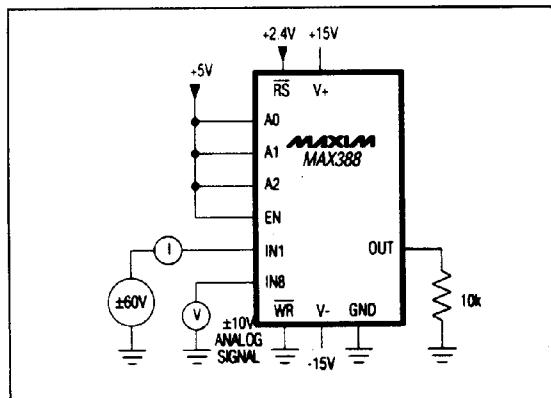 +2.4V +15V
+5V
RS V+
A0
MAXIM
MAX388
A1
A2
EN
I
IN1
OUT
±60V
IN8
10k
V
±10V
ANALOG
SIGNAL
WR V- GND
-15V